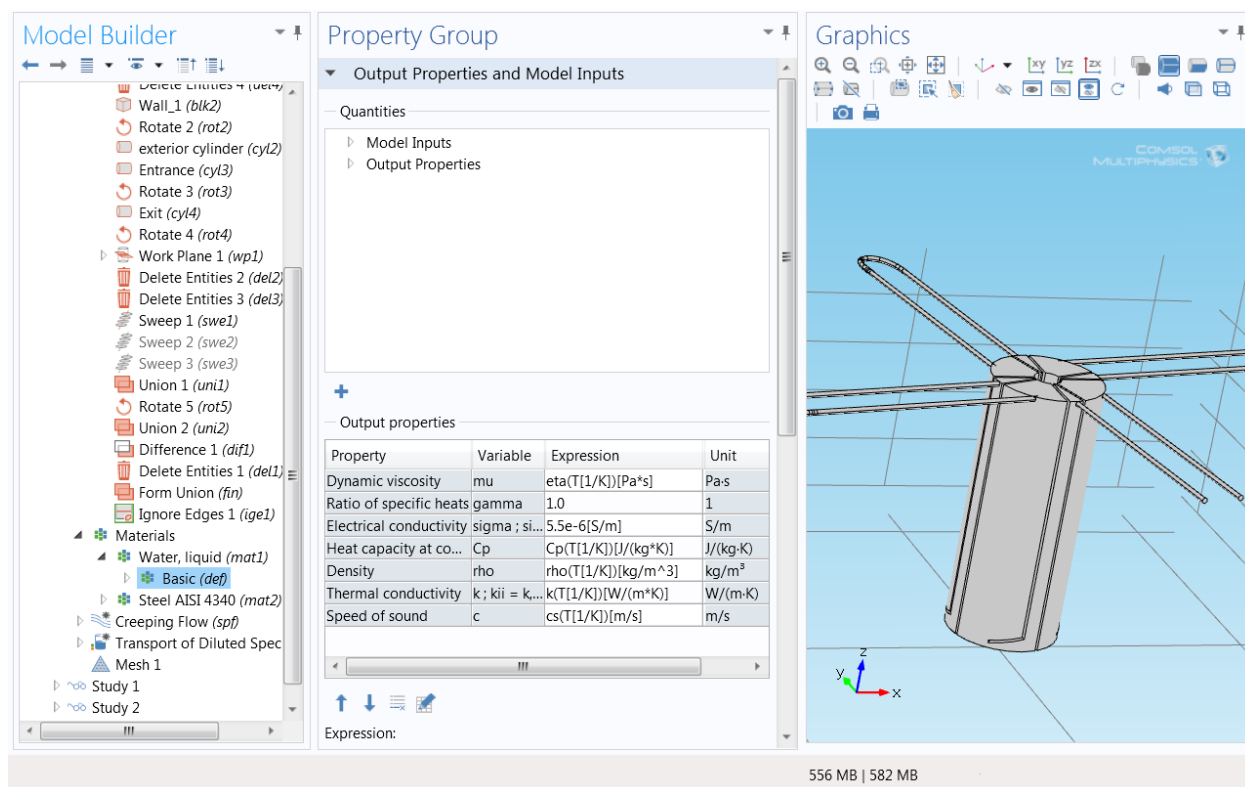 Model Builder
Delete Entities 4 (del4)
Wall_1 (blk2)
Rotate 2 (rot2)
exterior cylinder (cyl2)
Entrance (cyl3)
Rotate 3 (rot3)
Exit (cyl4)
Rotate 4 (rot4)
Work Plane 1 (wp1)
Delete Entities 2 (del2)
Delete Entities 3 (del3)
Sweep 1 (swe1)
Sweep 2 (swe2)
Sweep 3 (swe3)
Union 1 (uni1)
Rotate 5 (rot5)
Union 2 (uni2)
Difference 1 (dif1)
Delete Entities 1 (del1)
Form Union (fin)
Ignore Edges 1 (ige1)
Materials
Water, liquid (mat1)
Basic (def)
Steel AISI 4340 (mat2)
Creeping Flow (spf)
Transport of Diluted Spec
Mesh 1
Study 1
Study 2
Property Group
Output Properties and Model Inputs
Quantities
Model Inputs
Output Properties
Output properties
Property Variable Expression Unit
Dynamic viscosity mu eta(T[1/K])[Pa*s] Pa·s
Ratio of specific heats gamma 1.0 1
Electrical conductivity sigma ; si... 5.5e-6[S/m] S/m
Heat capacity at co... Cp Cp(T[1/K])[J/(kg*K)] J/(kg·K)
Density rho rho(T[1/K])[kg/m^3] kg/m³
Thermal conductivity k ; kii = k,... k(T[1/K])[W/(m*K)] W/(m·K)
Speed of sound c cs(T[1/K])[m/s] m/s
Expression:
Graphics
xy yz zx
COMSOL
MULTIPHYSICS
z
y
x
556 MB | 582 MB